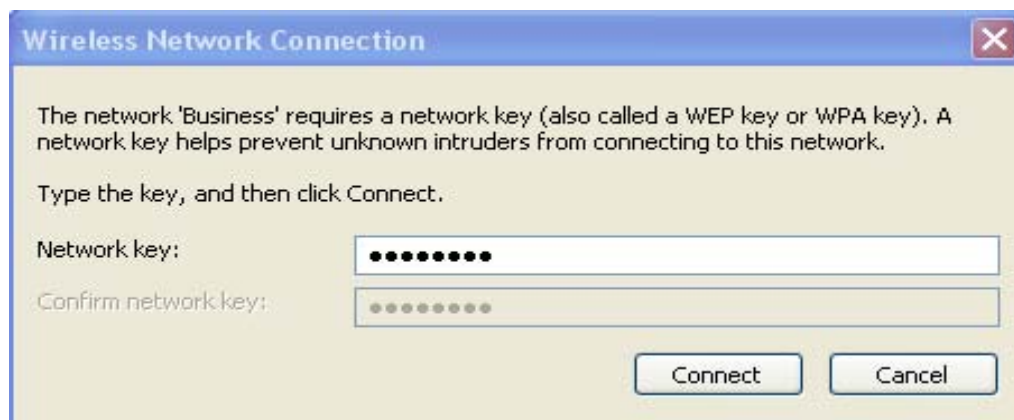 Wireless Network Connection
The network 'Business' requires a network key (also called a WEP key or WPA key). A
network key helps prevent unknown intruders from connecting to this network.
Type the key, and then click Connect.
Network key: ●●●●●●●●
Confirm network key: ●●●●●●●●
Connect Cancel